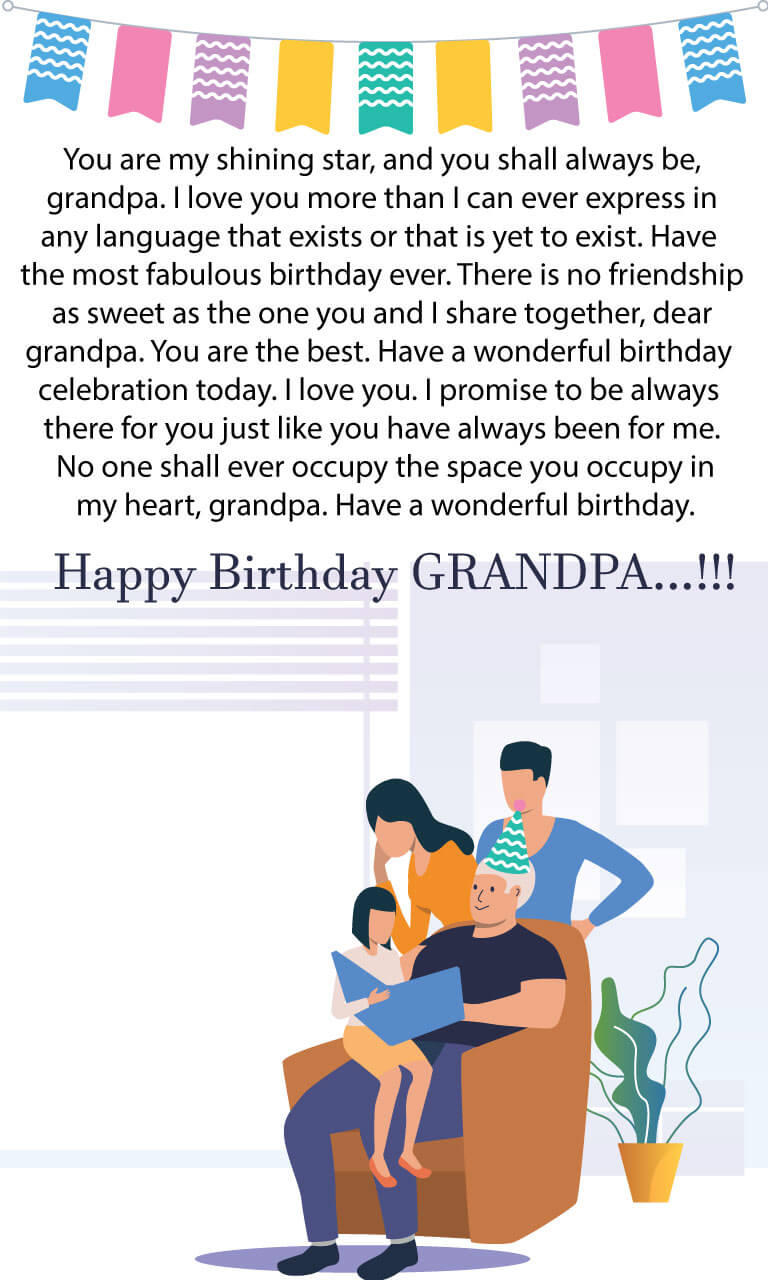 You are my shining star, and you shall always be,
grandpa. I love you more than I can ever express in
any language that exists or that is yet to exist. Have
the most fabulous birthday ever. There is no friendship
as sweet as the one you and I share together, dear
grandpa. You are the best. Have a wonderful birthday
celebration today. I love you. I promise to be always
there for you just like you have always been for me.
No one shall ever occupy the space you occupy in
my heart, grandpa. Have a wonderful birthday.
Happy Birthday GRANDPA...!!!